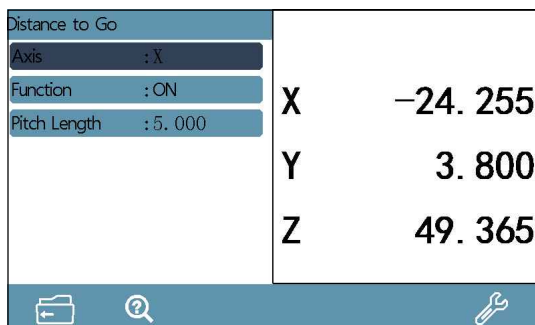 Distance to Go
Axis :X
Function :ON
Pitch Length :5.000
X -24.255
Y 3.800
Z 49.365